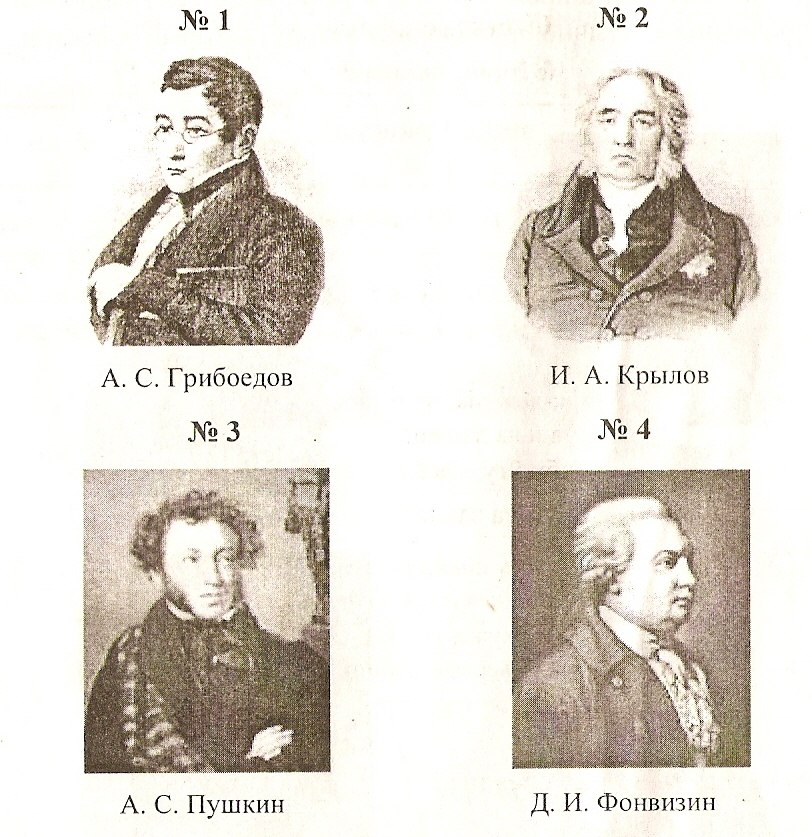 № 1
№ 2
А. С. Грибоедов
И. А. Крылов
№ 3
№ 4
А. С. Пушкин
Д. И. Фонвизин